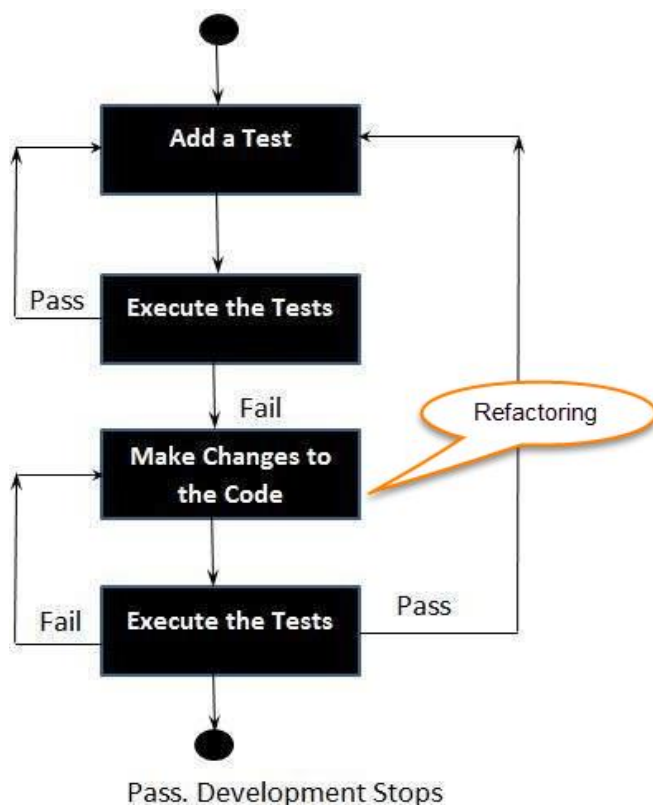 Add a Test
Pass
Execute the Tests
Fail
Refactoring
Make Changes to
the Code
Fail
Execute the Tests
Pass
Pass. Development Stops